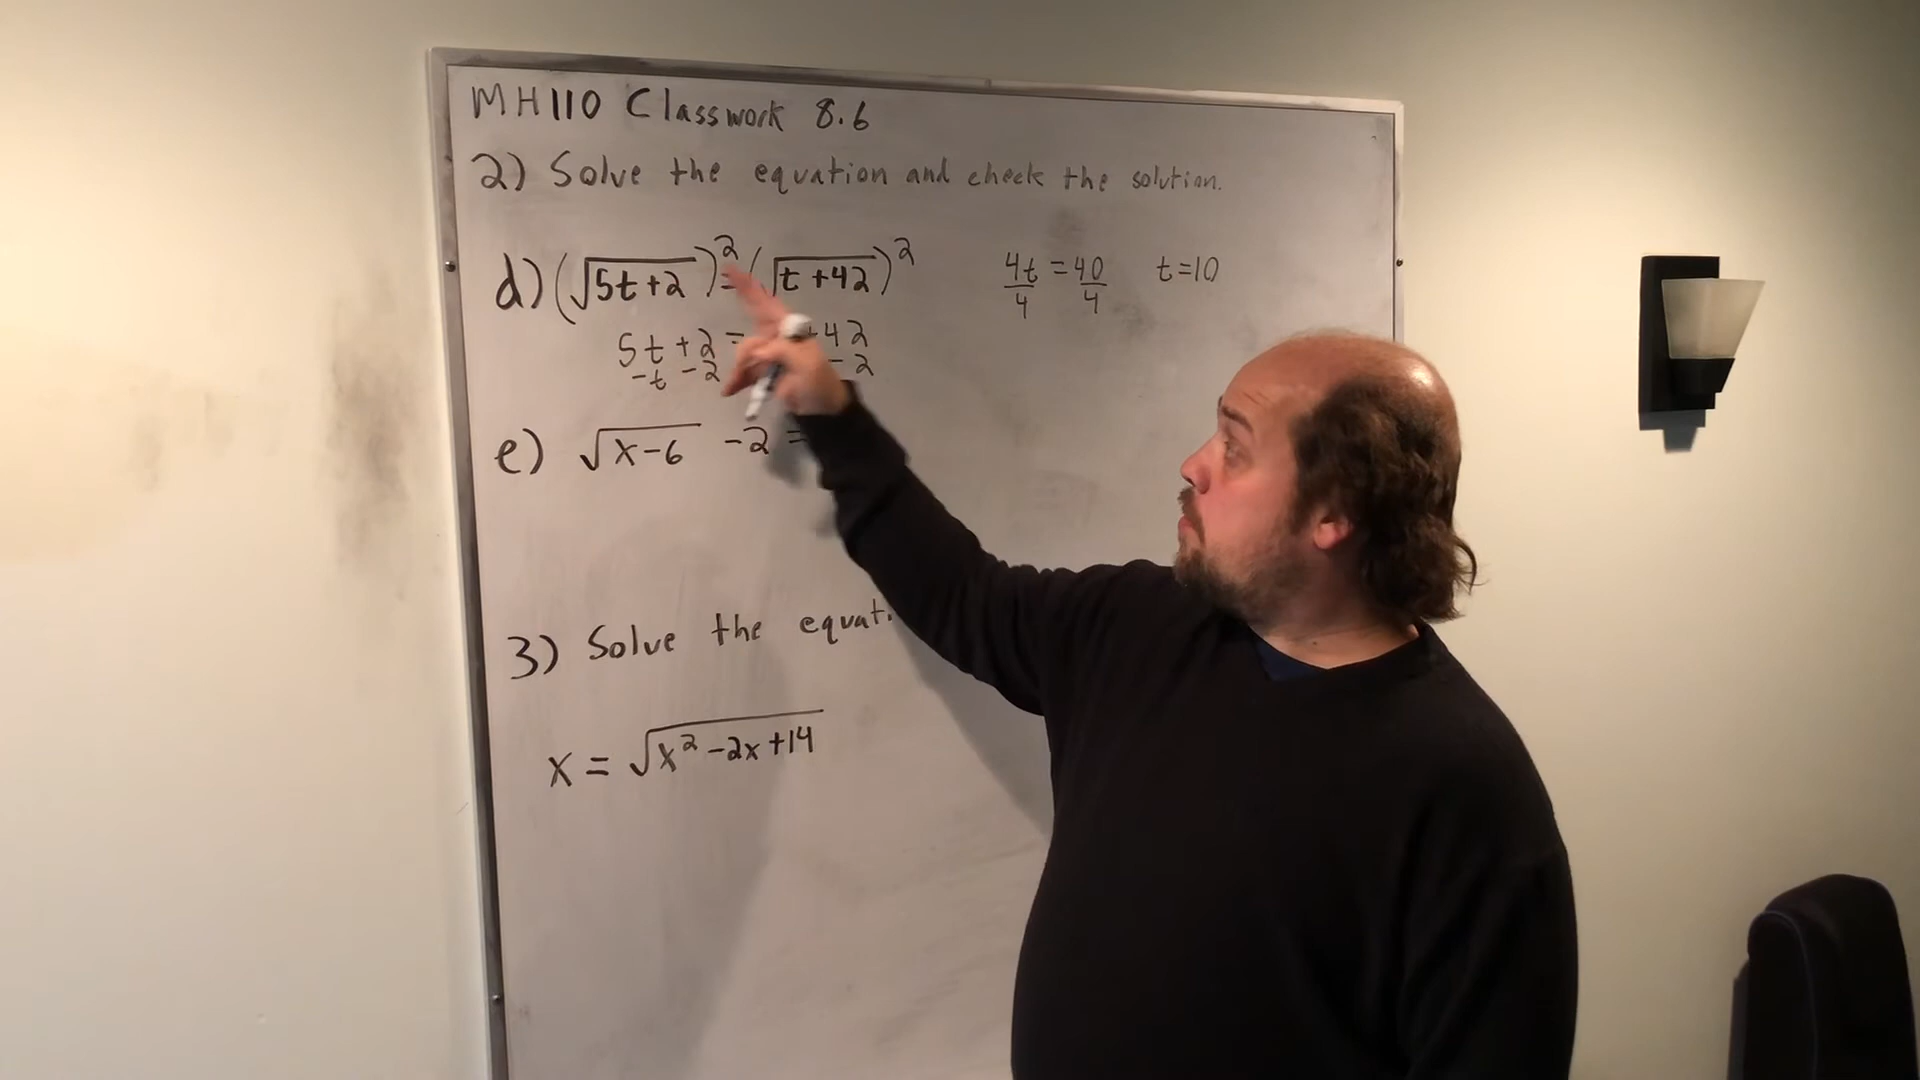 MH110 Classwork 8.6
2) Solve the equation and check the solution.
d) (√5t+2)² = (√t+42)²
4t/4 = 40/4 t=10
5t+2 = +42
-t -2 -2
e) √x-6 -2 =
3) Solve the
x = √x²-2x+14